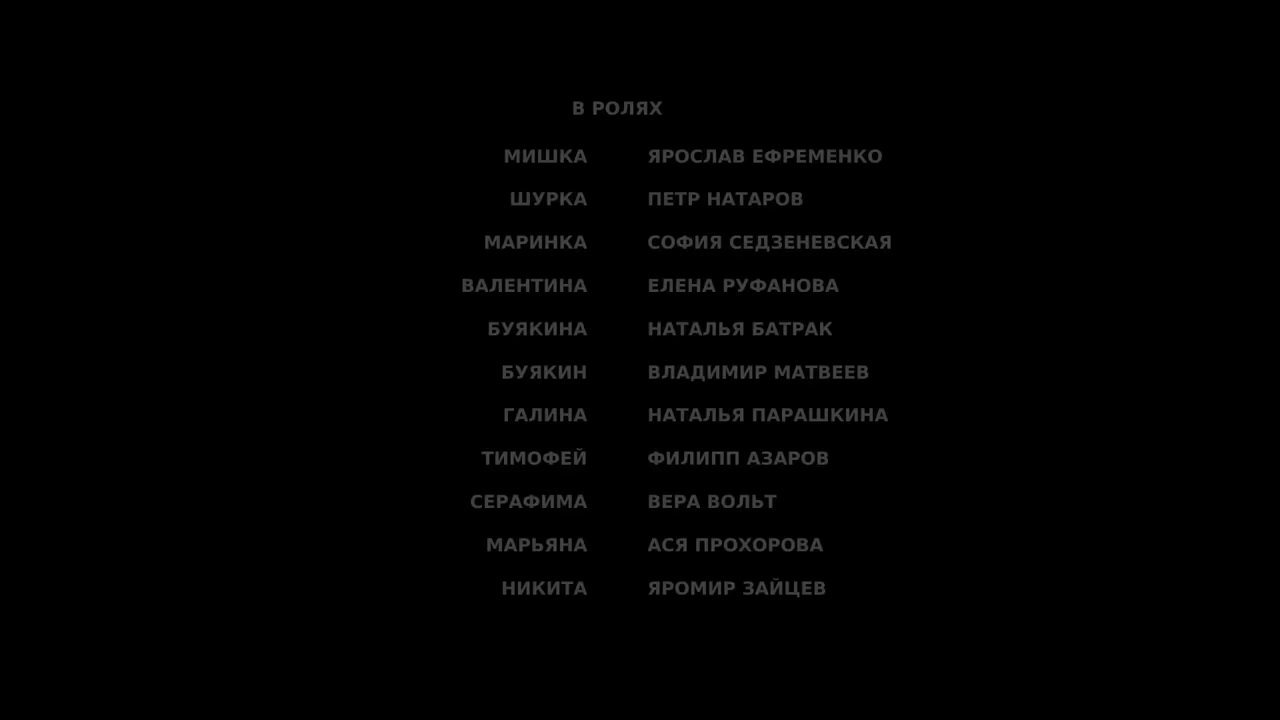 В РОЛЯХ
МИШКА ЯРОСЛАВ ЕФРЕМЕНКО
ШУРКА ПЕТР НАТАРОВ
МАРИНКА СОФИЯ СЕДЗЕНЕВСКАЯ
ВАЛЕНТИНА ЕЛЕНА РУФАНОВА
БУЯКИНА НАТАЛЬЯ БАТРАК
БУЯКИН ВЛАДИМИР МАТВЕЕВ
ГАЛИНА НАТАЛЬЯ ПАРАШКИНА
ТИМОФЕЙ ФИЛИПП АЗАРОВ
СЕРАФИМА ВЕРА ВОЛЬТ
МАРЬЯНА АСЯ ПРОХОРОВА
НИКИТА ЯРОМИР ЗАЙЦЕВ